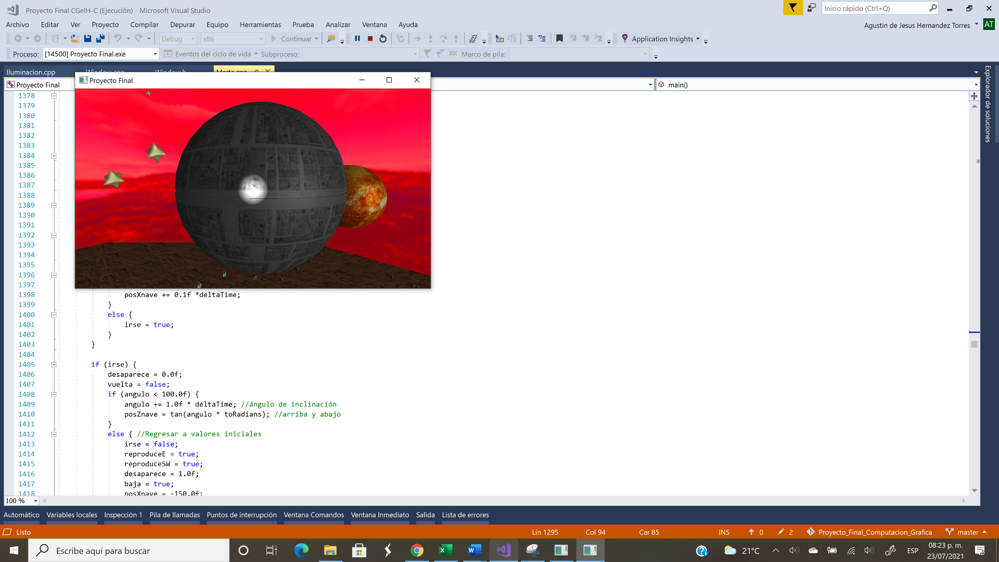 Proyecto Final CGeIH-C (Ejecución) - Microsoft Visual Studio
Inicio rápido (Ctrl+Q)
Archivo Editar Ver Proyecto Compilar Depurar Equipo Herramientas Prueba Analizar Ventana Ayuda
Agustin de Jesus Hernandez Torres AT
Debug x86 Continuar Application Insights
Proceso: [14500] Proyecto Final.exe Eventos del ciclo de vida Subproceso: Marco de pila:
Iluminacion.cpp Window.cpp Window.h Marte.cpp
Explorador de soluciones
Proyecto Final main()
Proyecto Final
1378
1379
1380
1381
1382
1383
1384
1385
1386
1387
1388
1389
1390
1391
1392
1393
1394
1395
1396
1397
1398 posXnave += 0.1f *deltaTime;
1399 }
1400 else {
1401 irse = true;
1402 }
1403 }
1404
1405 if (irse) {
1406 desaparece = 0.0f;
1407 vuelta = false;
1408 if (angulo < 100.0f) {
1409 angulo += 1.0f * deltaTime; //ángulo de inclinación
1410 posZnave = tan(angulo * toRadians); //arriba y abajo
1411 }
1412 else { //Regresar a valores iniciales
1413 irse = false;
1414 reproduceE = true;
1415 reproduceSW = true;
1416 desaparece = 1.0f;
1417 baja = true;
1418 posXnave = -150.0f;
100 %
Automático Variables locales Inspección 1 Pila de llamadas Puntos de interrupción Ventana Comandos Ventana Inmediato Salida Lista de errores
Listo Lín 1295 Col 94 Car 85 INS 0 2 Proyecto_Final_Computacion_Grafica master
Escribe aquí para buscar
21°C ESP 08:23 p. m.
23/07/2021